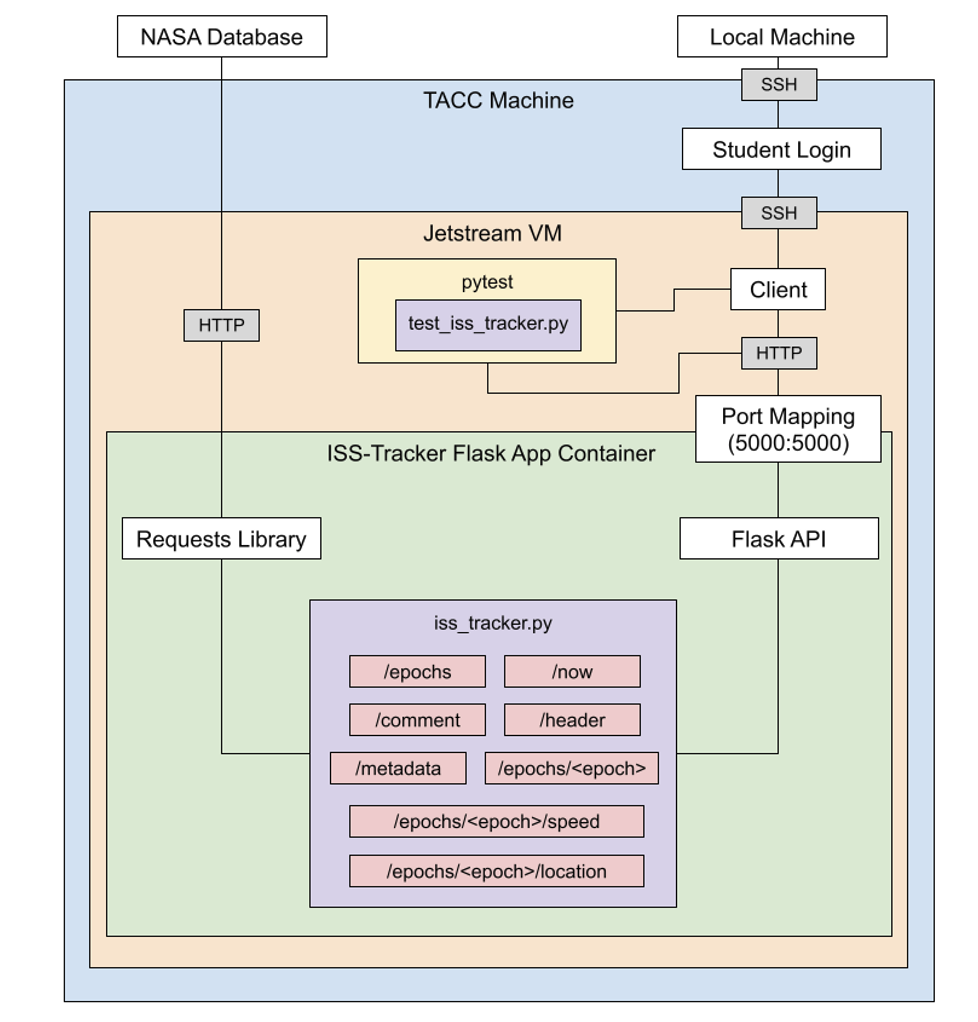 NASA Database
Local Machine
SSH
TACC Machine
Student Login
SSH
Jetstream VM
pytest
Client
test_iss_tracker.py
HTTP
HTTP
Port Mapping
(5000:5000)
ISS-Tracker Flask App Container
Requests Library
Flask API
iss_tracker.py
/epochs
/now
/comment
/header
/metadata
/epochs/<epoch>
/epochs/<epoch>/speed
/epochs/<epoch>/location